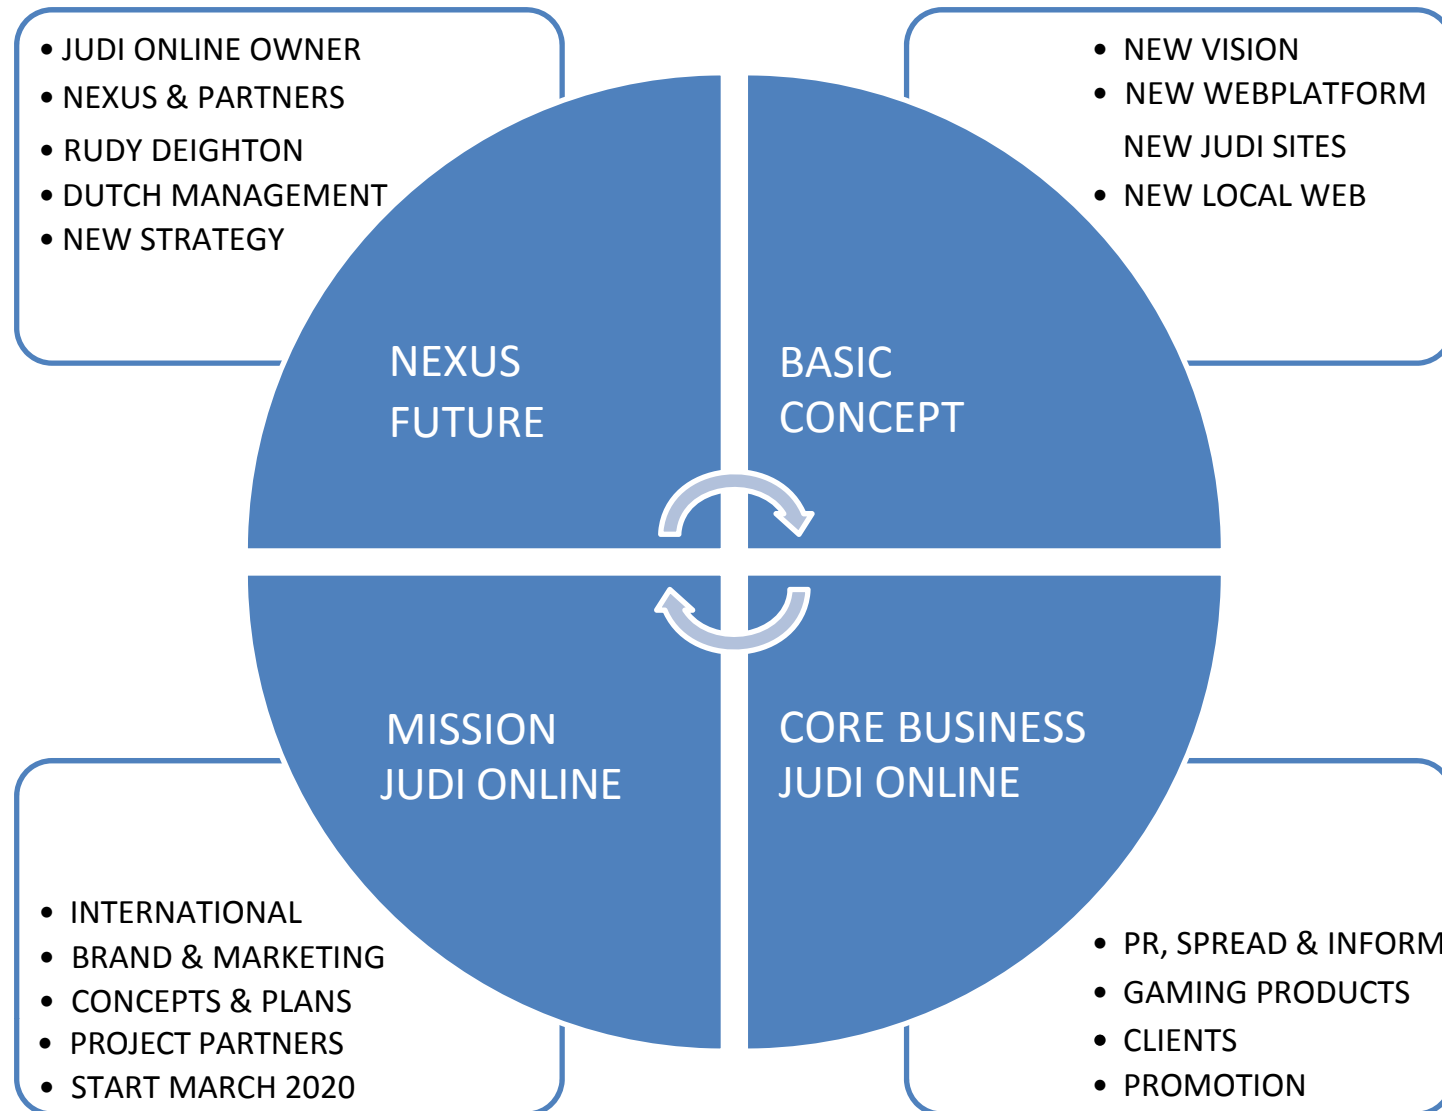 • JUDI ONLINE OWNER
• NEXUS & PARTNERS
• RUDY DEIGHTON
• DUTCH MANAGEMENT
• NEW STRATEGY
• NEW VISION
• NEW WEBPLATFORM
NEW JUDI SITES
• NEW LOCAL WEB
NEXUS
FUTURE
BASIC
CONCEPT
MISSION
JUDI ONLINE
CORE BUSINESS
JUDI ONLINE
• INTERNATIONAL
• BRAND & MARKETING
• CONCEPTS & PLANS
• PROJECT PARTNERS
• START MARCH 2020
• PR, SPREAD & INFORM
• GAMING PRODUCTS
• CLIENTS
• PROMOTION